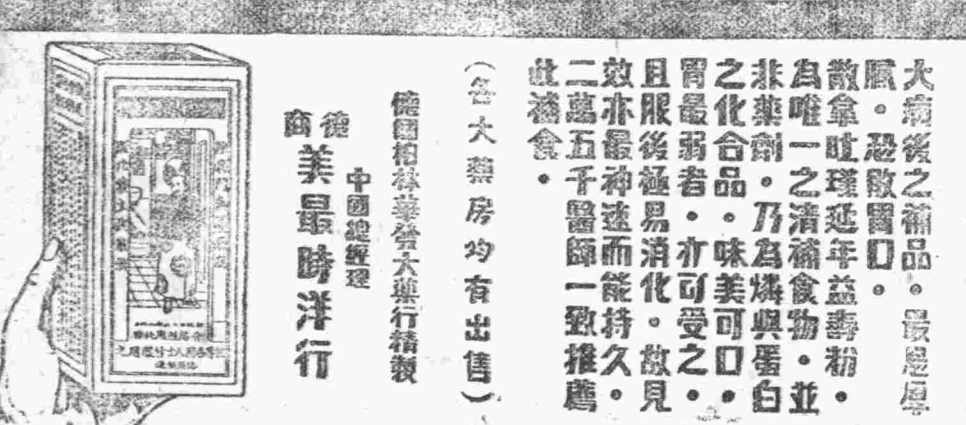 大病後之補品。最忌厚
膩。恐敗胃口。
散拿吐瑾延年益壽粉。
為唯一之清補食物。並
非藥劑。乃為燐與蛋白
之化合品。味美可口。
胃最弱者。亦可受之。
且服後極易消化。故見
效亦最神速而能持久。
二萬五千醫師一致推薦
此補食。
(各大藥房均有出售)
德國柏林華發大藥行精製
中國總經理
德商
美最時洋行